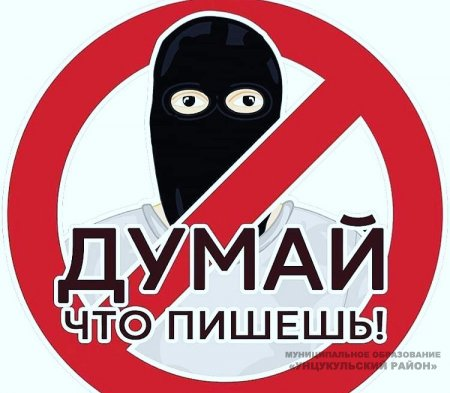 ДУМАЙ
ЧТО ПИШЕШЬ!
МУНИЦИПАЛЬНОЕ ОБРАЗОВАНИЕ
«УНЦУКУЛЬСКИЙ РАЙОН»